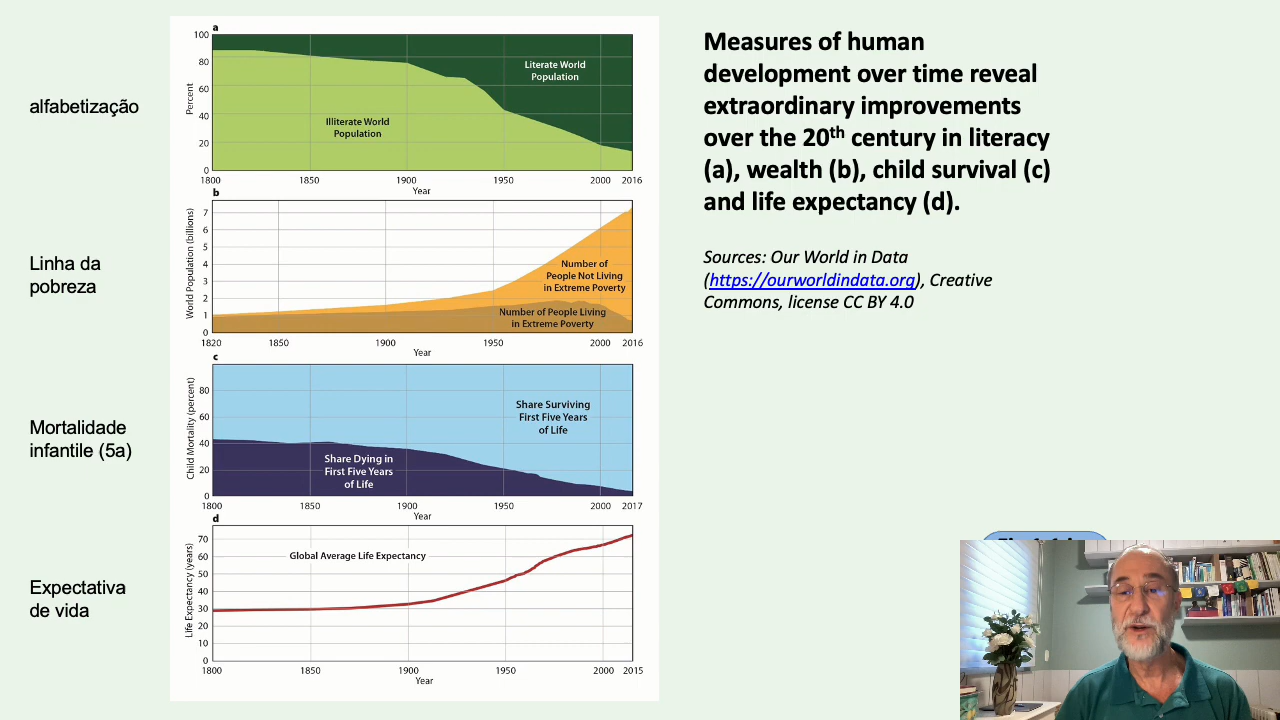 a
100
80
60
40
20
0
Percent
Literate World
Population
Illiterate World
Population
1800
1850
1900
1950
2000
2016
Year
alfabetização
b
7
6
5
4
3
2
1
0
World Population (billions)
Number of
People Not Living
in Extreme Poverty
Number of People Living
in Extreme Poverty
1820
1850
1900
1950
2000
2016
Year
Linha da
pobreza
c
80
60
40
20
0
Child Mortality (percent)
Share Surviving
First Five Years
of Life
Share Dying in
First Five Years
of Life
1800
1850
1900
1950
2000
2017
Year
Mortalidade
infantile (5a)
d
70
60
50
40
30
20
10
0
Life Expectancy (years)
Global Average Life Expectancy
1800
1850
1900
1950
2000
2015
Year
Expectativa
de vida
Measures of human
development over time reveal
extraordinary improvements
over the 20th century in literacy
(a), wealth (b), child survival (c)
and life expectancy (d).
Sources: Our World in Data
(https://ourworldindata.org), Creative
Commons, license CC BY 4.0